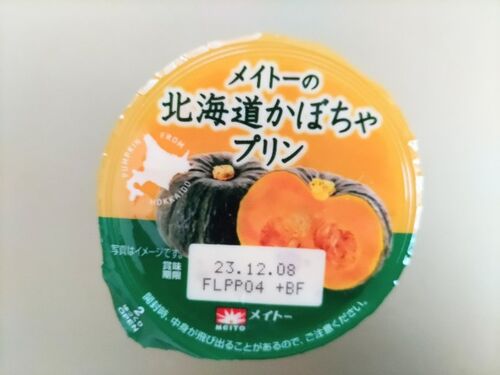 メイトーの
北海道かぼちゃ
プリン
PUMPKIN FROM
HOKKAIDO
写真はイメージです。
賞味
期限
23.12.08
FLPP04 +BF
MEITO メイトー
OPEN
開封時、中身が飛び出ることがあるので、ご注意ください。